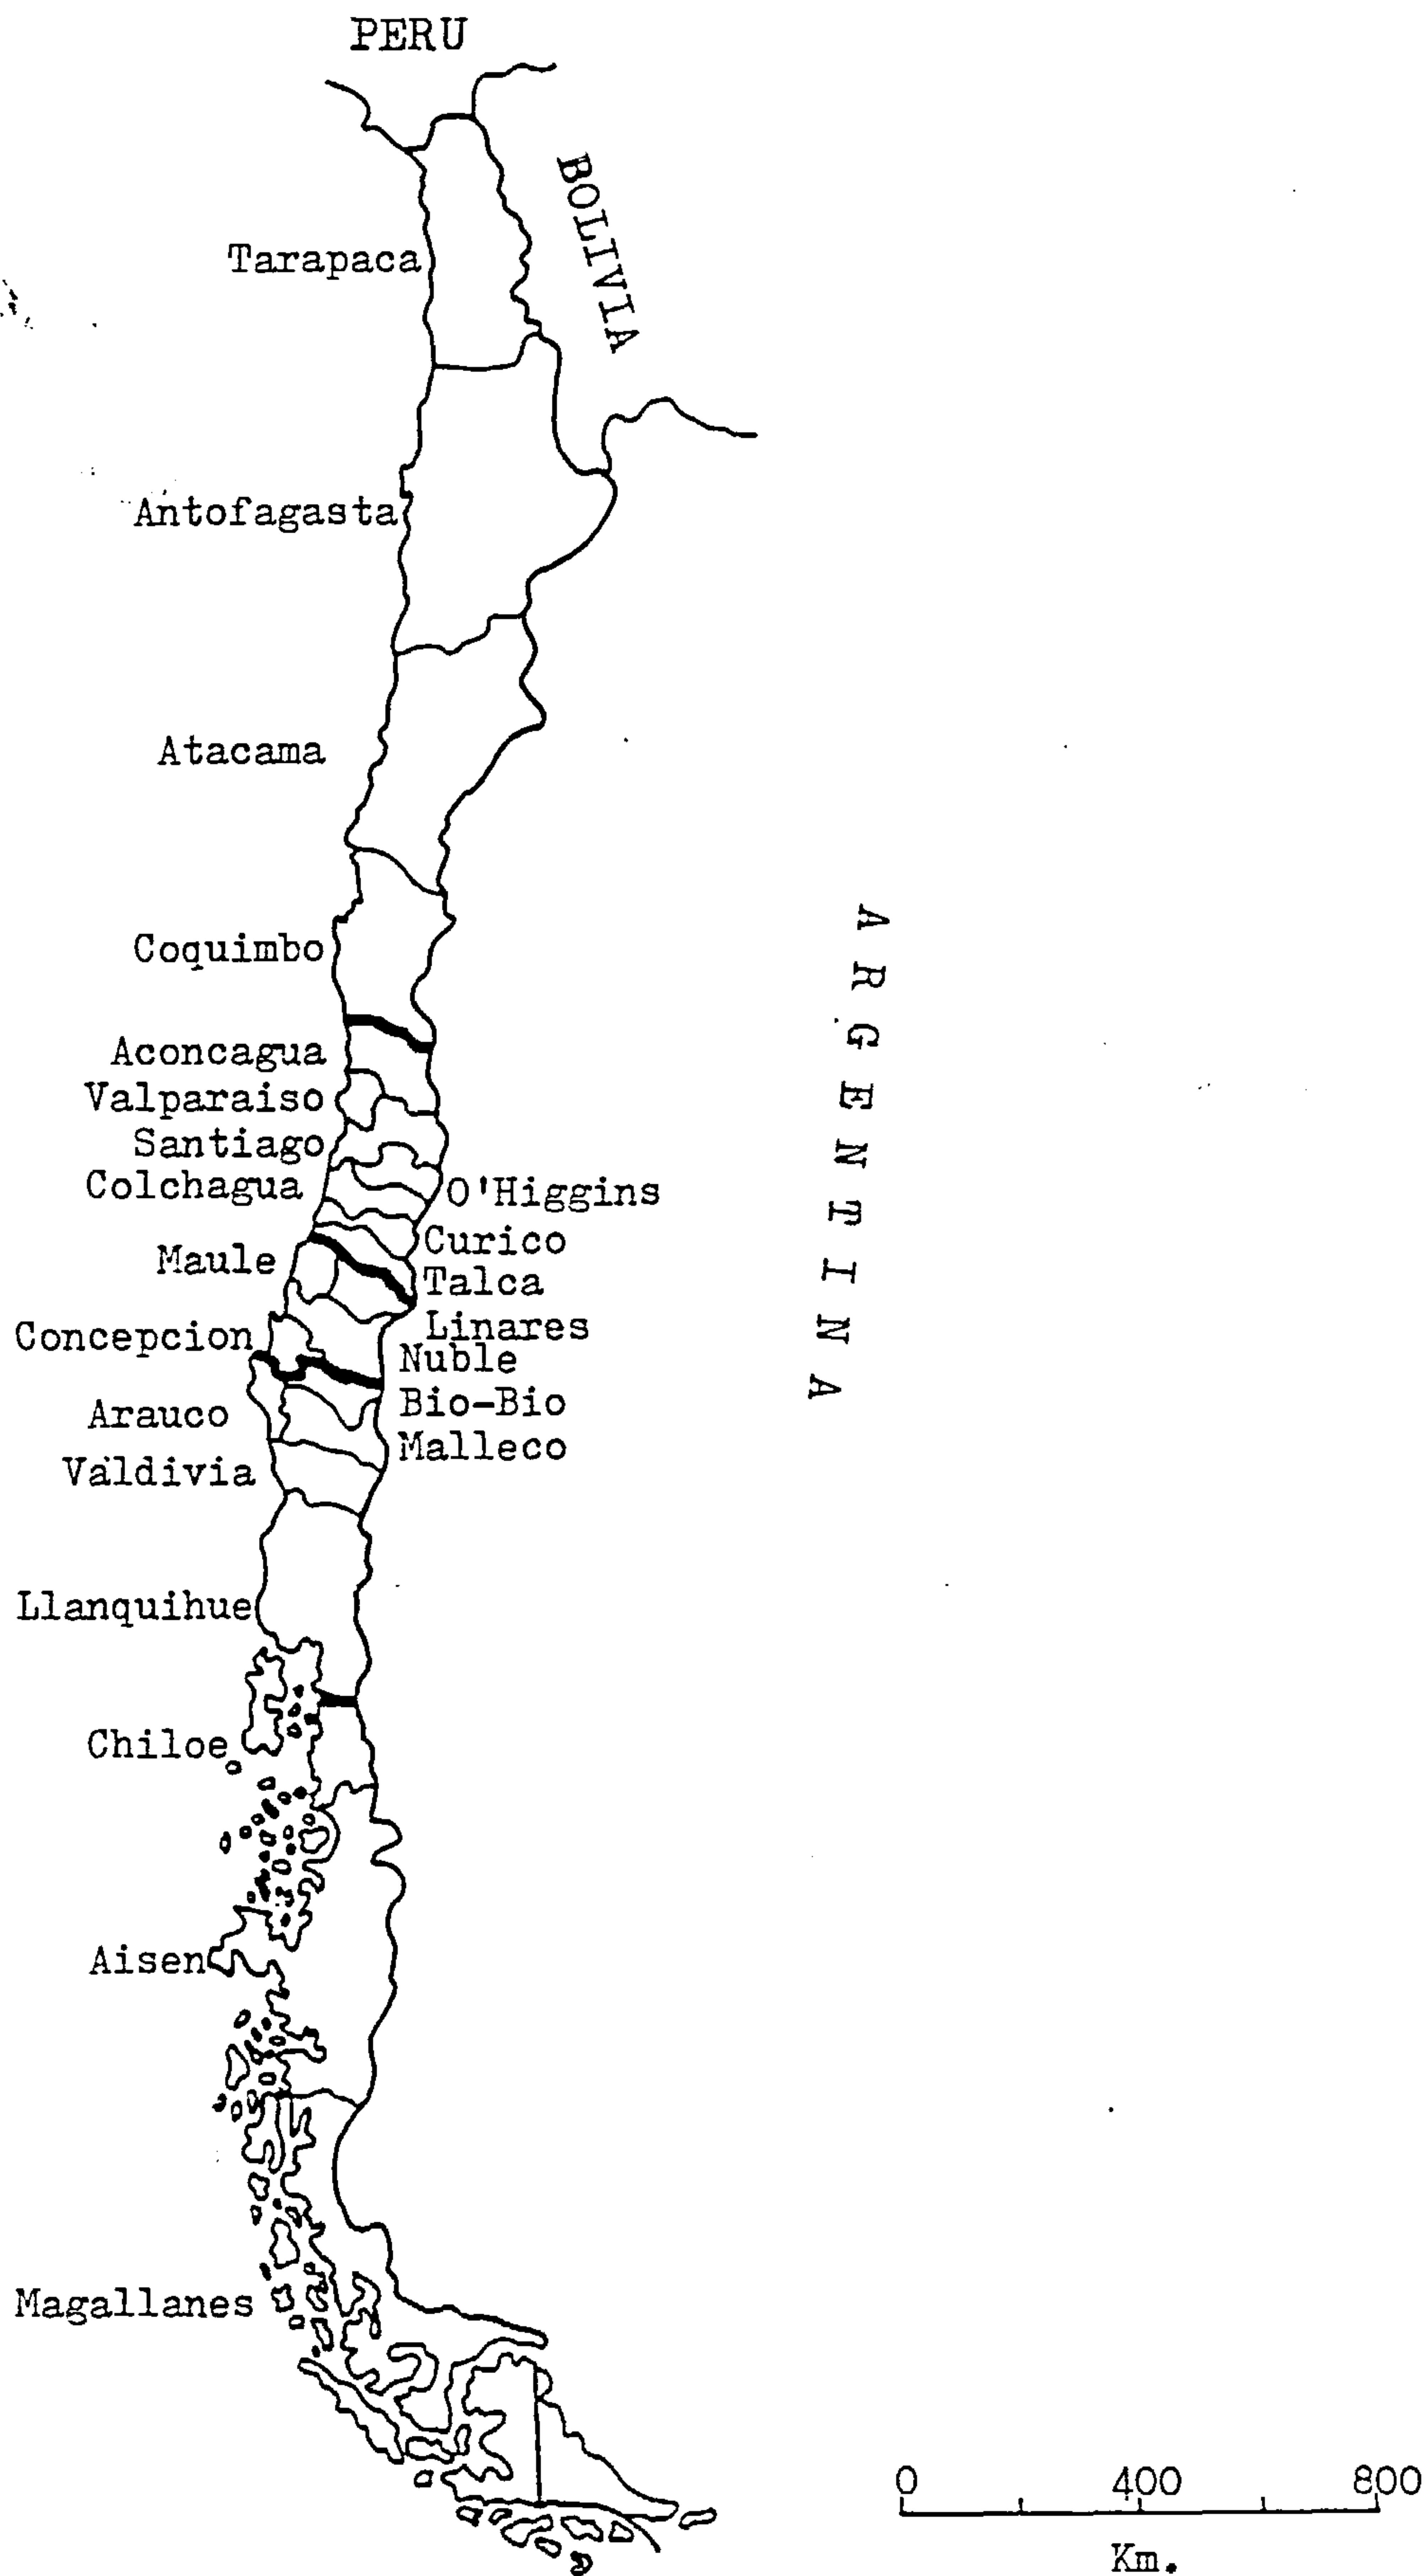 PERU
BOLIVIA
Tarapaca
Antofagasta
Atacama
ARGENTINA
Coquimbo
Aconcagua
Valparaiso
Santiago
Colchagua
O'Higgins
Curico
Maule
Talca
Linares
Concepcion
Nuble
Bio-Bio
Arauco
Malleco
Valdivia
Llanquihue
Chiloe
Aisen
Magallanes
0 400 800
Km.